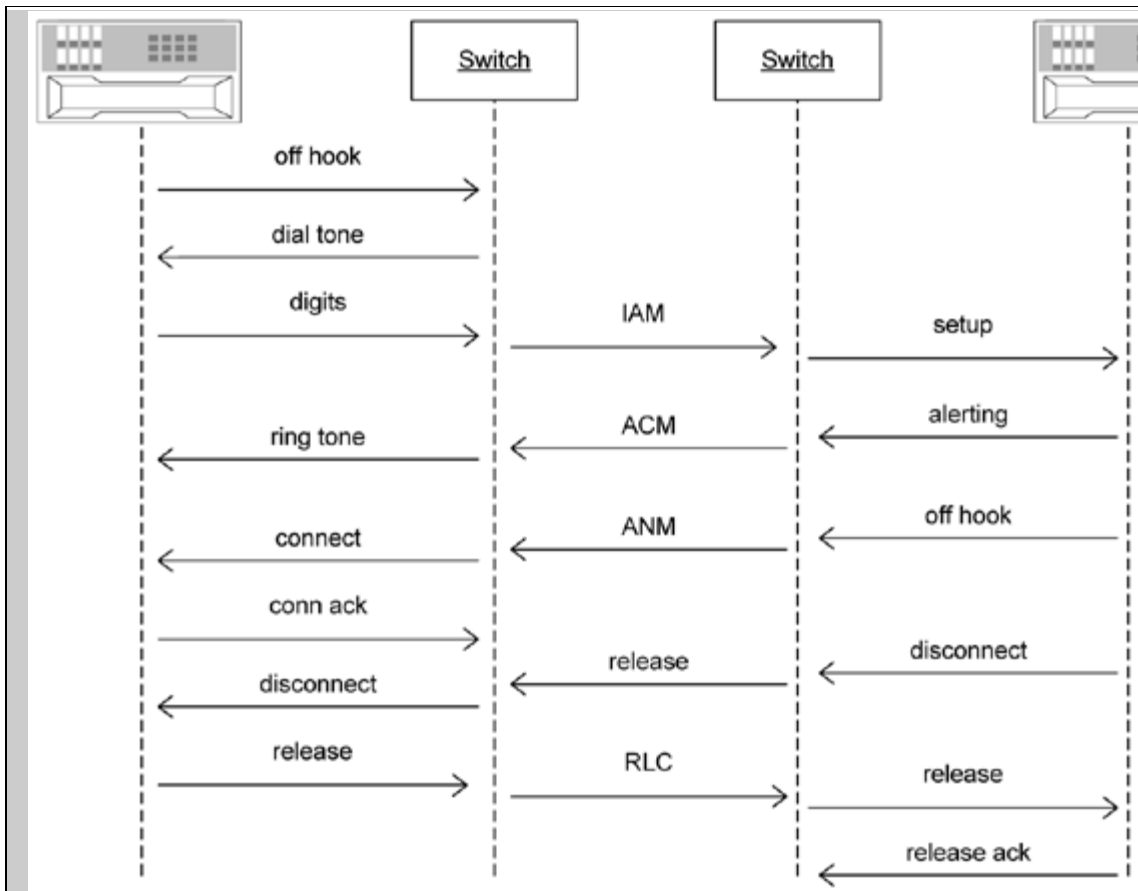 Switch
Switch
off hook
dial tone
digits
IAM
setup
alerting
ACM
ring tone
off hook
ANM
connect
conn ack
disconnect
release
disconnect
release
RLC
release
release ack